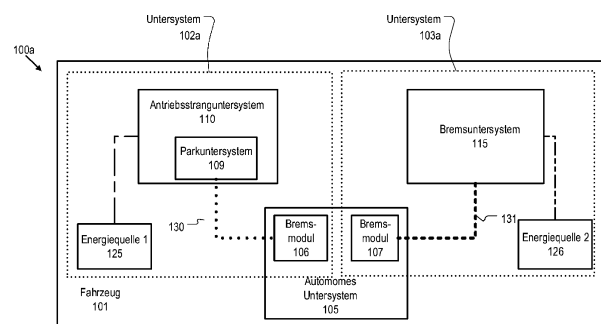 Untersystem
102a
Untersystem
103a
100a
Antriebsstranguntersystem
110
Parkuntersystem
109
Bremsuntersystem
115
130
131
Energiequelle 1
125
Brems-
modul
106
Brems-
modul
107
Energiequelle 2
126
Fahrzeug
101
Automomes
Untersystem
105